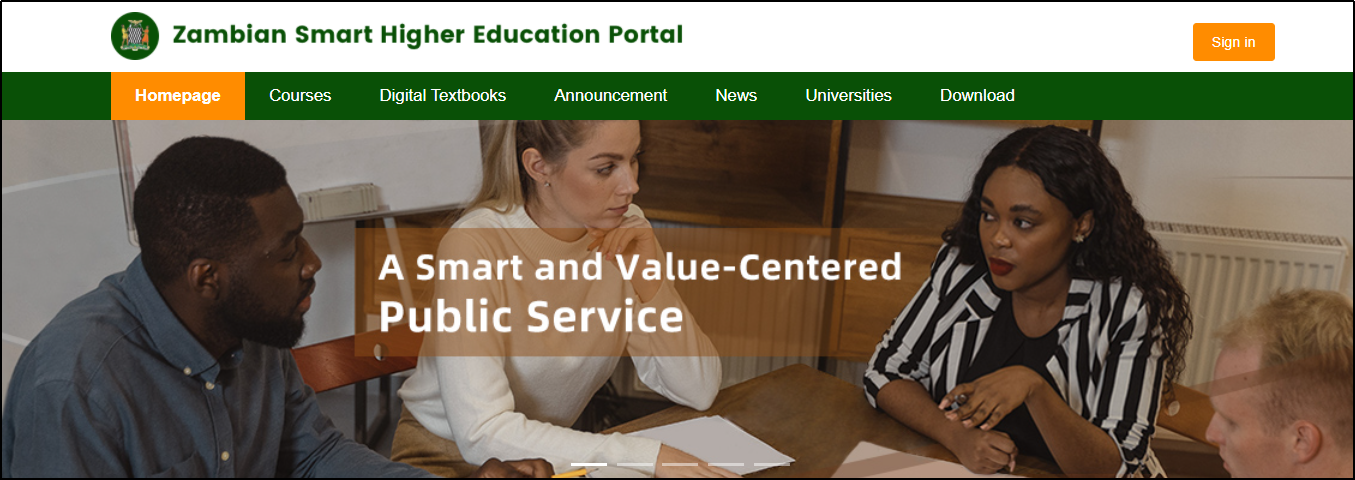 Zambian Smart Higher Education Portal
Sign in
Homepage Courses Digital Textbooks Announcement News Universities Download
A Smart and Value-Centered
Public Service